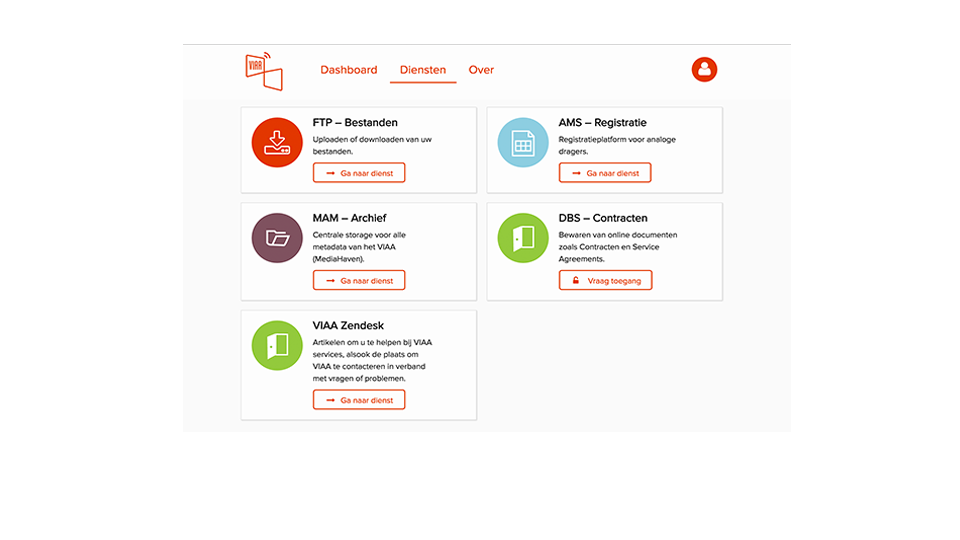 VIAA
Dashboard Diensten Over
FTP – Bestanden
Uploaden of downloaden van uw
bestanden.
Ga naar dienst
AMS – Registratie
Registratieplatform voor analoge
dragers.
Ga naar dienst
MAM – Archief
Centrale storage voor alle
metadata van het VIAA
(MediaHaven).
Ga naar dienst
DBS – Contracten
Bewaren van online documenten
zoals Contracten en Service
Agreements.
Vraag toegang
VIAA Zendesk
Artikelen om u te helpen bij VIAA
services, alsook de plaats om
VIAA te contacteren in verband
met vragen of problemen.
Ga naar dienst